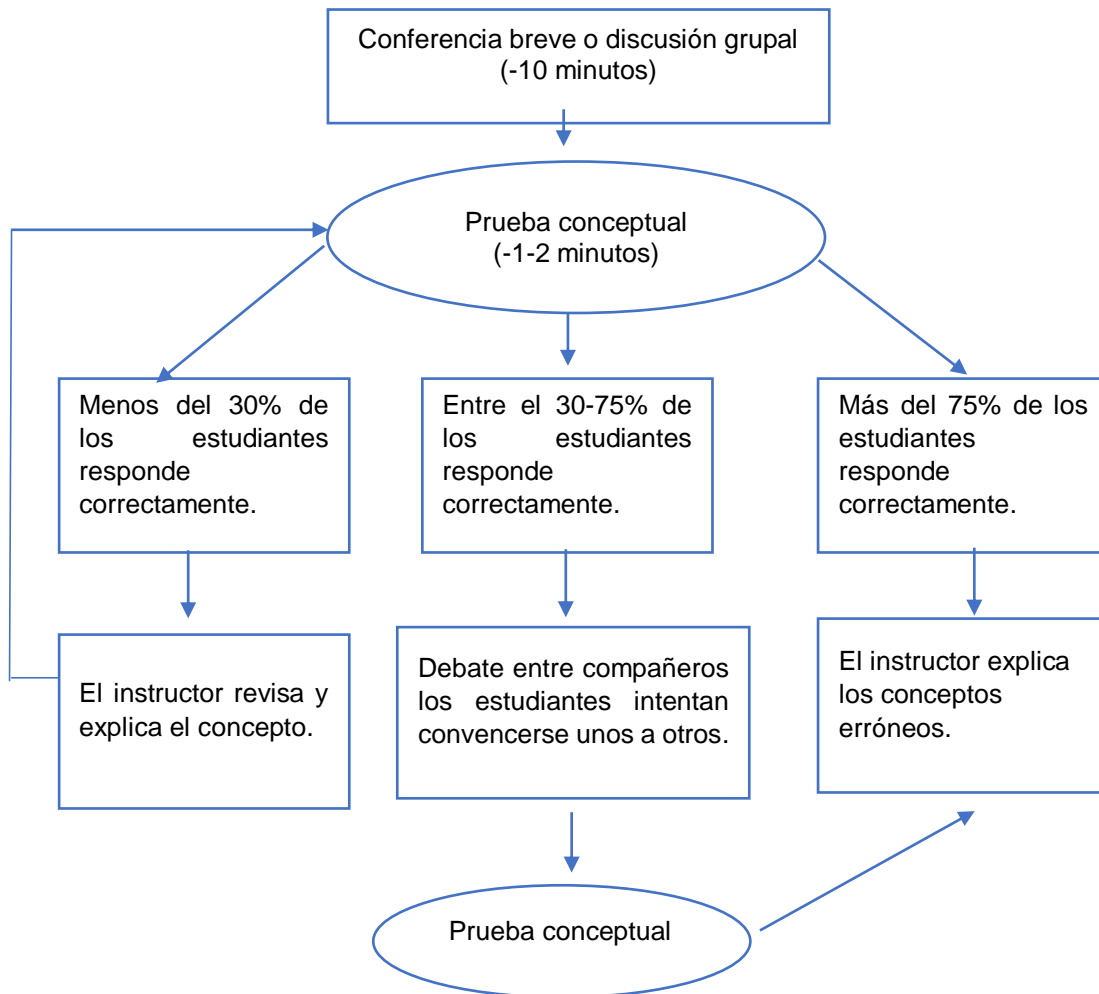 Conferencia breve o discusión grupal
(-10 minutos)
Prueba conceptual
(-1-2 minutos)
Menos del 30% de
los estudiantes
responde
correctamente.
Entre el 30-75% de
los estudiantes
responde
correctamente.
Más del 75% de los
estudiantes
responde
correctamente.
El instructor revisa y
explica el concepto.
Debate entre compañeros
los estudiantes intentan
convencerse unos a otros.
El instructor explica
los conceptos
erróneos.
Prueba conceptual